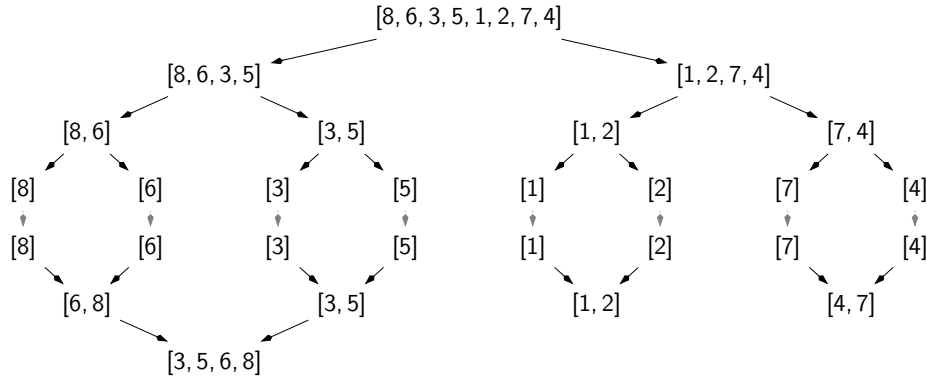 [8, 6, 3, 5, 1, 2, 7, 4]
[8, 6, 3, 5] [1, 2, 7, 4]
[8, 6] [3, 5] [1, 2] [7, 4]
[8] [6] [3] [5] [1] [2] [7] [4]
[8] [6] [3] [5] [1] [2] [7] [4]
[6, 8] [3, 5] [1, 2] [4, 7]
[3, 5, 6, 8]